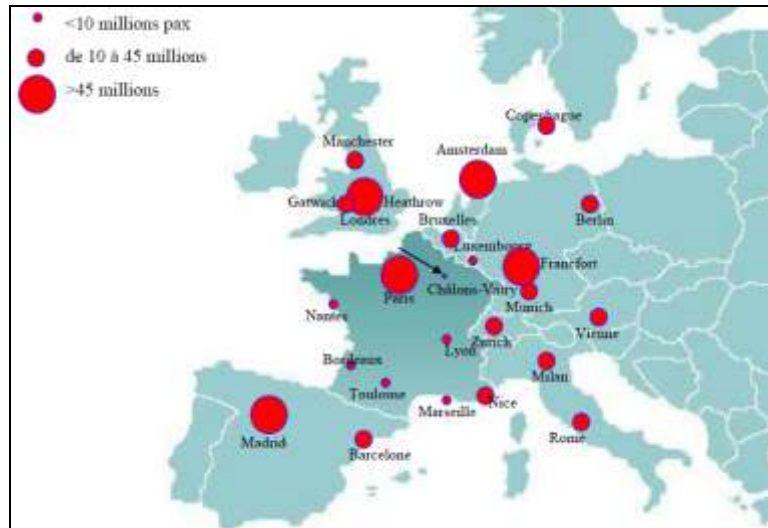 <10 millions pax
de 10 à 45 millions
>45 millions
Copenhague
Manchester
Amsterdam
Gatwick
Heathrow
Londres
Bruxelles
Berlin
Luxembourg
Francfort
Châlons-Vatry
Paris
Munich
Nantes
Vienne
Zurich
Lyon
Bordeaux
Milan
Toulouse
Nice
Marseille
Rome
Madrid
Barcelone